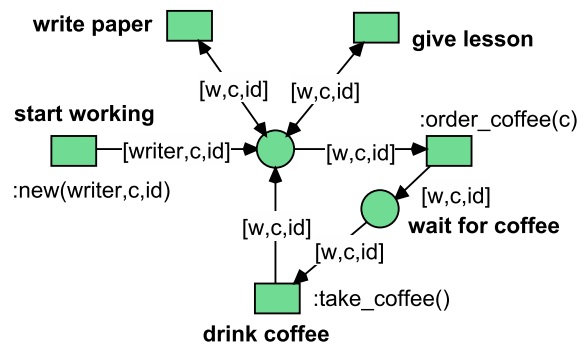 write paper
give lesson
[w,c,id]
[w,c,id]
start working
:order_coffee(c)
[writer,c,id]
[w,c,id]
:new(writer,c,id)
[w,c,id]
wait for coffee
[w,c,id]
[w,c,id]
:take_coffee()
drink coffee